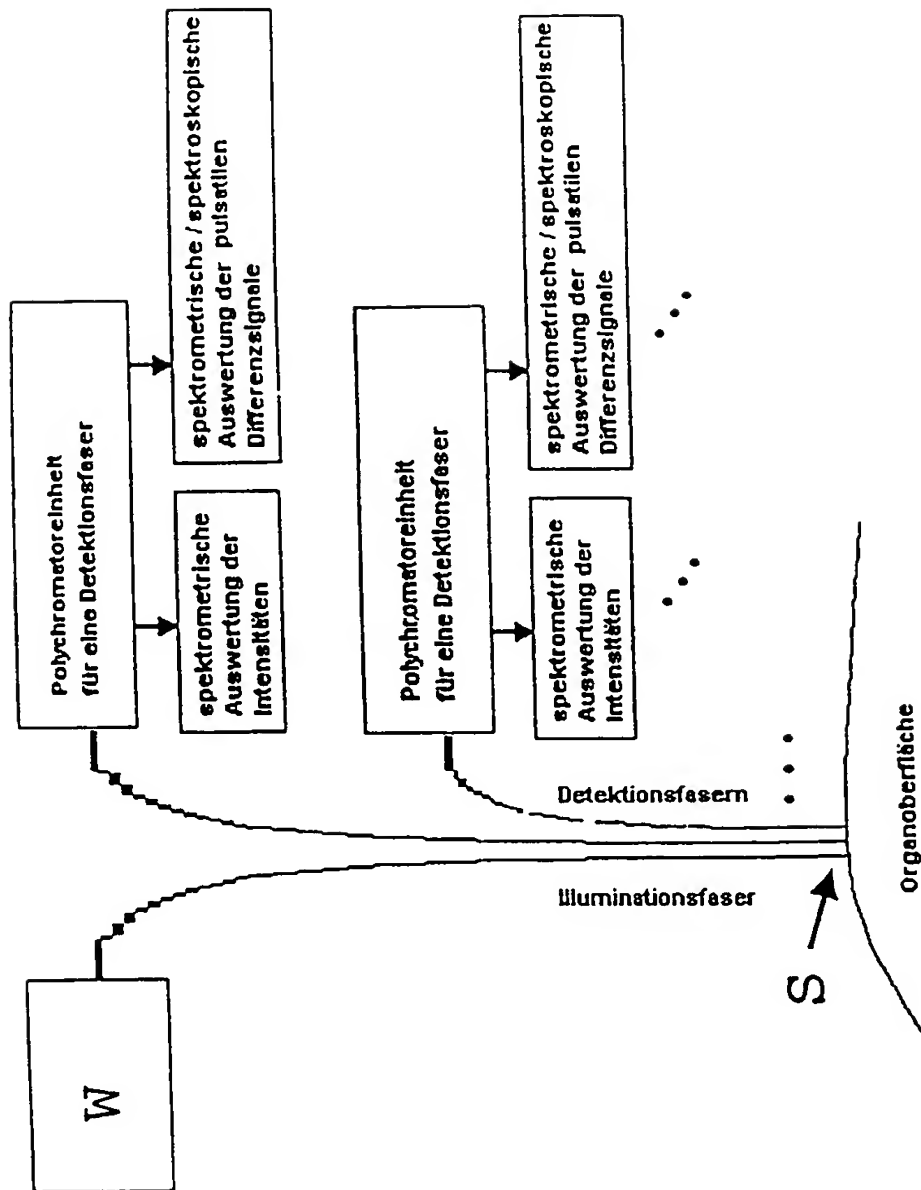 W
Polychromatoreinheit
für eine Detektionsfaser
spektrometrische
Auswertung der
Intensitäten
spektrometrische / spektroskopische
Auswertung der pulsatilen
Differenzsignale
Polychromatoreinheit
für eine Detektionsfaser
spektrometrische
Auswertung der
Intensitäten
spektrometrische / spektroskopische
Auswertung der pulsatilen
Differenzsignale
Detektionsfasern
Illuminationsfaser
S
Organoberfläche